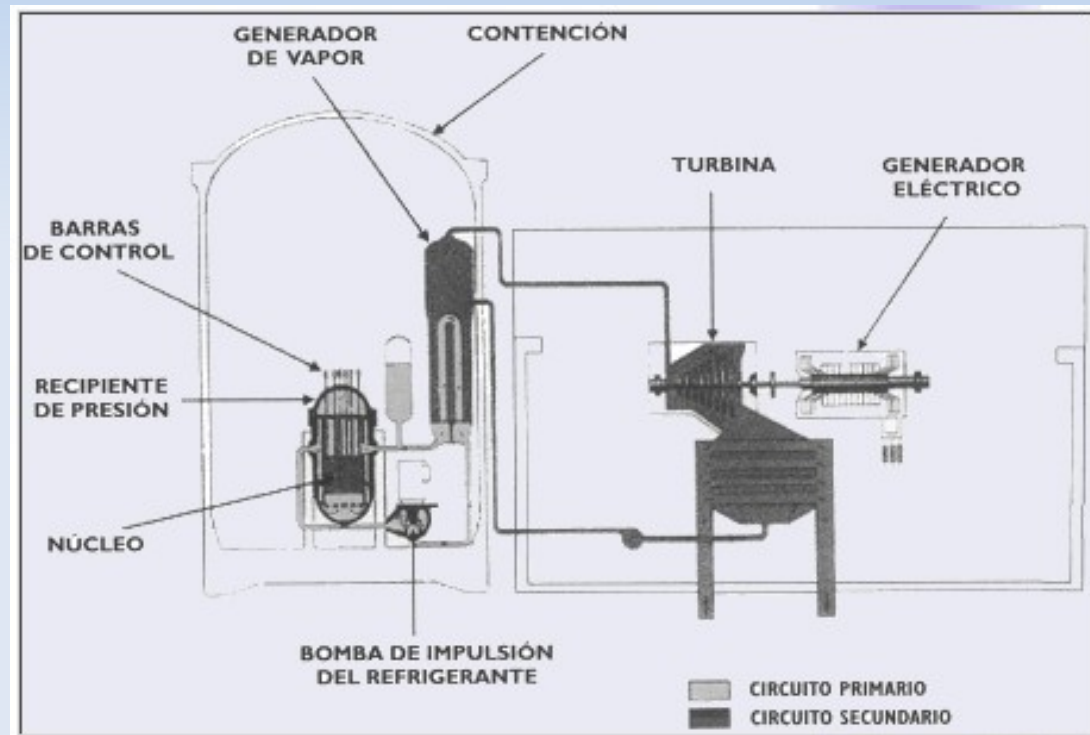 GENERADOR
DE VAPOR
CONTENCIÓN
TURBINA
GENERADOR
ELÉCTRICO
BARRAS
DE CONTROL
RECIPIENTE
DE PRESIÓN
NÚCLEO
BOMBA DE IMPULSIÓN
DEL REFRIGERANTE
CIRCUITO PRIMARIO
CIRCUITO SECUNDARIO